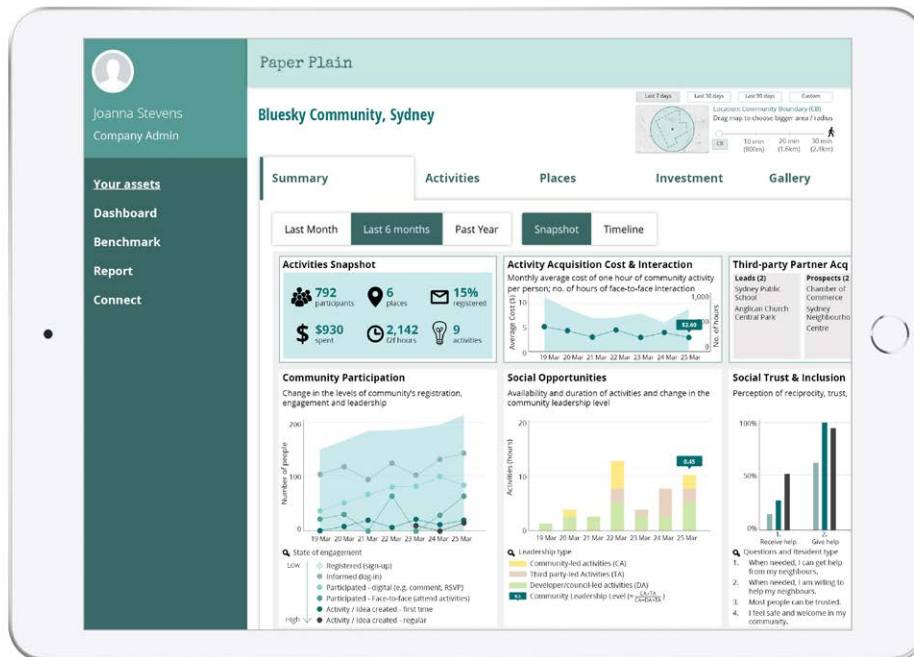 Paper Plain
Joanna Stevens
Company Admin
Your assets
Dashboard
Benchmark
Report
Connect
Bluesky Community, Sydney
Last 7 days
Last 30 days
Last 90 days
Custom
Location: Community Boundary (CB)
Drag map to choose bigger area / radius
CB
10 min (800m)
20 min (1.6km)
30 min (2.4km)
Summary
Activities
Places
Investment
Gallery
Last Month
Last 6 months
Past Year
Snapshot
Timeline
Activities Snapshot
792 participants
6 places
15% registered
$930 spent
2,142 f2f hours
9 activities
Activity Acquisition Cost & Interaction
Monthly average cost of one hour of community activity
per person; no. of hours of face-to-face interaction
Average Cost ($)
10
5
0
1,000
0
No. of hours
$2.60
19 Mar 20 Mar 21 Mar 22 Mar 23 Mar 24 Mar 25 Mar
Third-party Partner Acq
Leads (2)
Sydney Public
School
Anglican Church
Central Park
Prospects (2
Chamber of
Commerce
Sydney
Neighbourho
Centre
Community Participation
Change in the levels of community's registration,
engagement and leadership
Number of people
200
100
0
19 Mar 20 Mar 21 Mar 22 Mar 23 Mar 24 Mar 25 Mar
State of engagement
Low
Registered (sign-up)
Informed (log-in)
Participated - digital (e.g. comment, RSVP)
Participated - Face-to-face (attend activities)
Activity / Idea created - first time
High
Activity / Idea created - regular
Social Opportunities
Availability and duration of activities and change in the
community leadership level
Activities (hours)
20
10
0
0.45
19 Mar 20 Mar 21 Mar 22 Mar 23 Mar 24 Mar 25 Mar
Leadership type
Community-led activities (CA)
Third party-led Activities (TA)
Developer/council-led activities (DA)
Community Leadership Level (= CA+TA / CA+DA+TA)
Social Trust & Inclusion
Perception of reciprocity, trust,
100%
50%
0
1.
Receive help
2.
Give help
Questions and Resident type
1. When needed, I can get help
from my neighbours.
2. When needed, I am willing to
help my neighbours.
3. Most people can be trusted.
4. I feel safe and welcome in my
community.